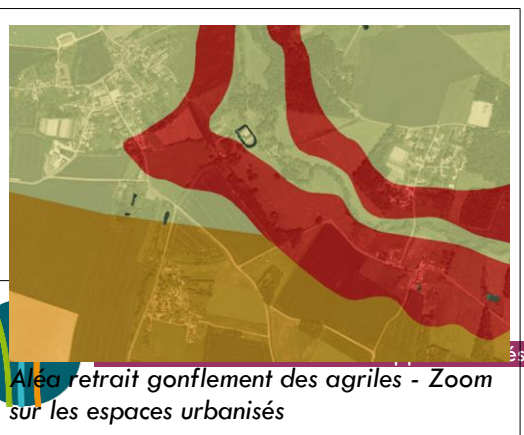 Aléa retrait gonflement des agriles - Zoom
sur les espaces urbanisés